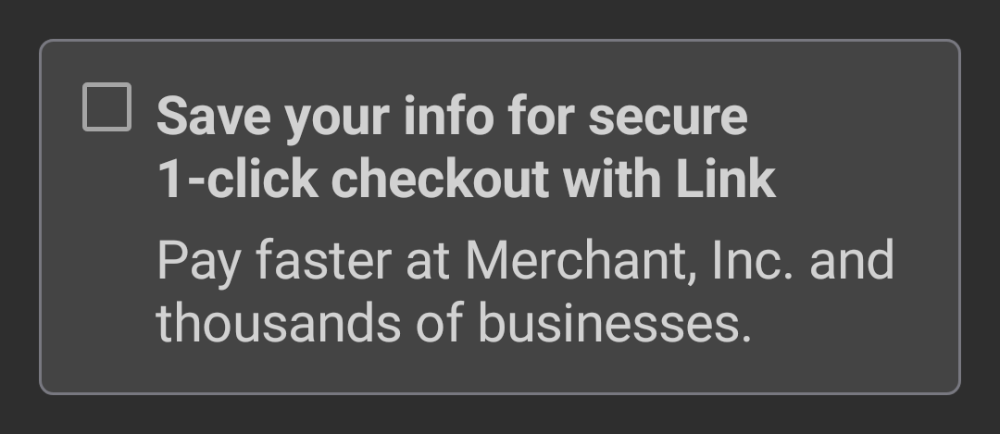 Save your info for secure
1-click checkout with Link
Pay faster at Merchant, Inc. and
thousands of businesses.